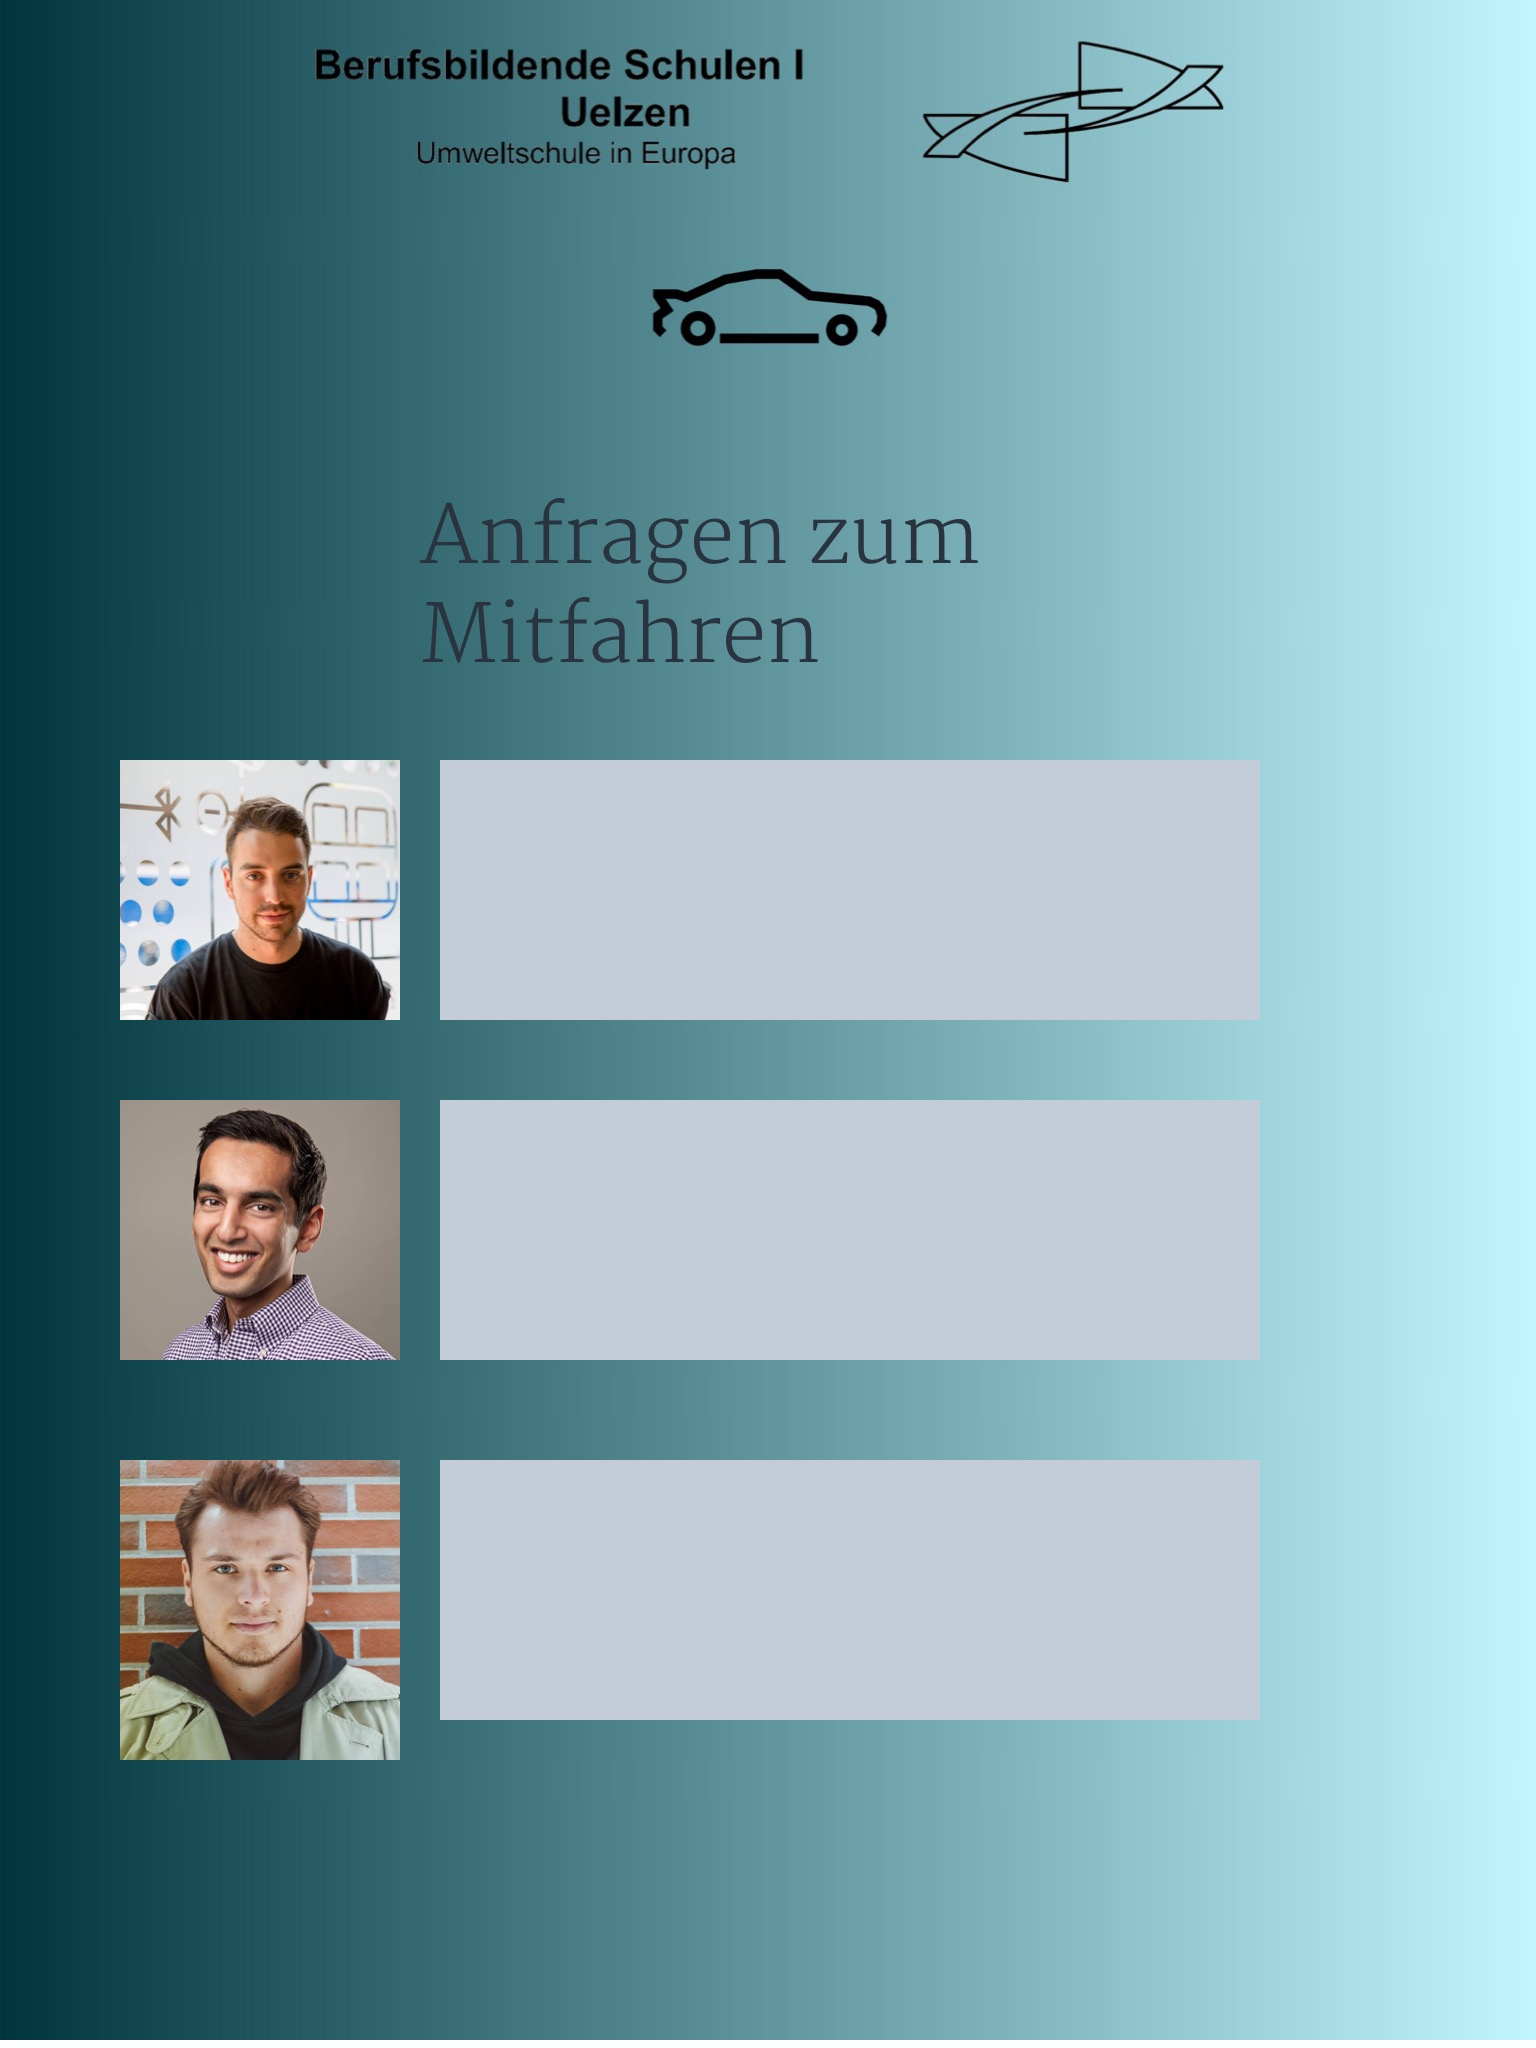 Berufsbildende Schulen I
Uelzen
Umweltschule in Europa
Anfragen zum
Mitfahren